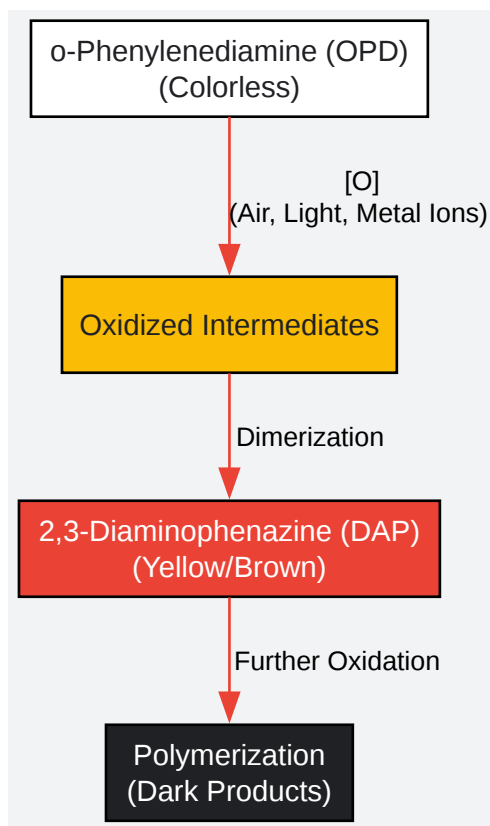 o-Phenylenediamine (OPD)
(Colorless)
[O]
(Air, Light, Metal Ions)
Oxidized Intermediates
Dimerization
2,3-Diaminophenazine (DAP)
(Yellow/Brown)
Further Oxidation
Polymerization
(Dark Products)